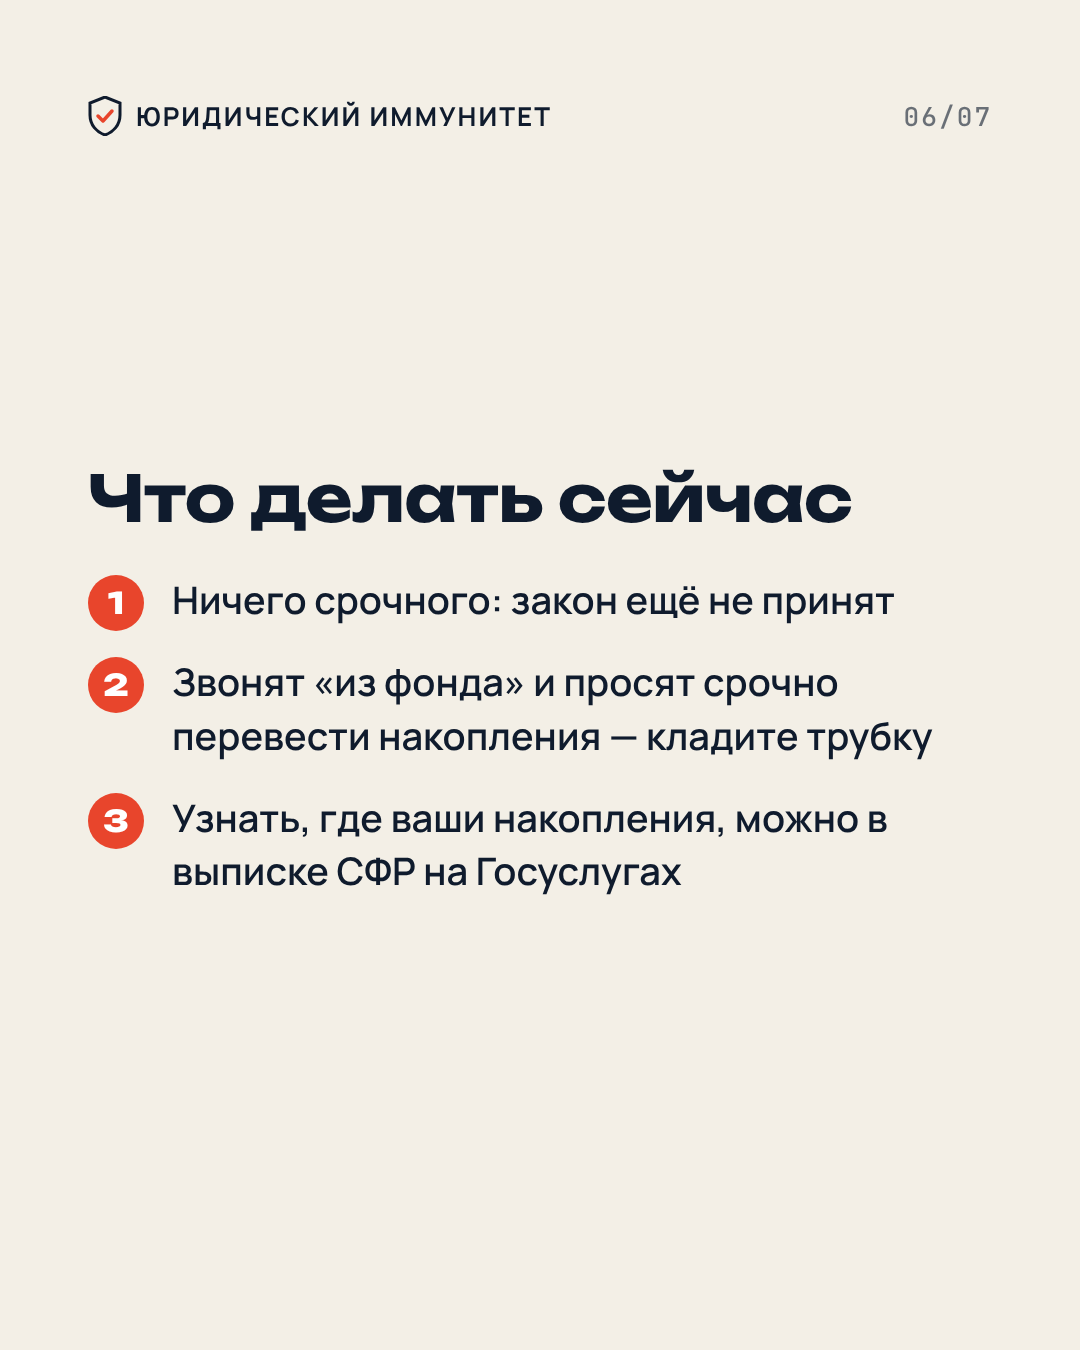 ЮРИДИЧЕСКИЙ ИММУНИТЕТ
06/07
Что делать сейчас
1 Ничего срочного: закон ещё не принят
2 Звонят «из фонда» и просят срочно
перевести накопления — кладите трубку
3 Узнать, где ваши накопления, можно в
выписке СФР на Госуслугах